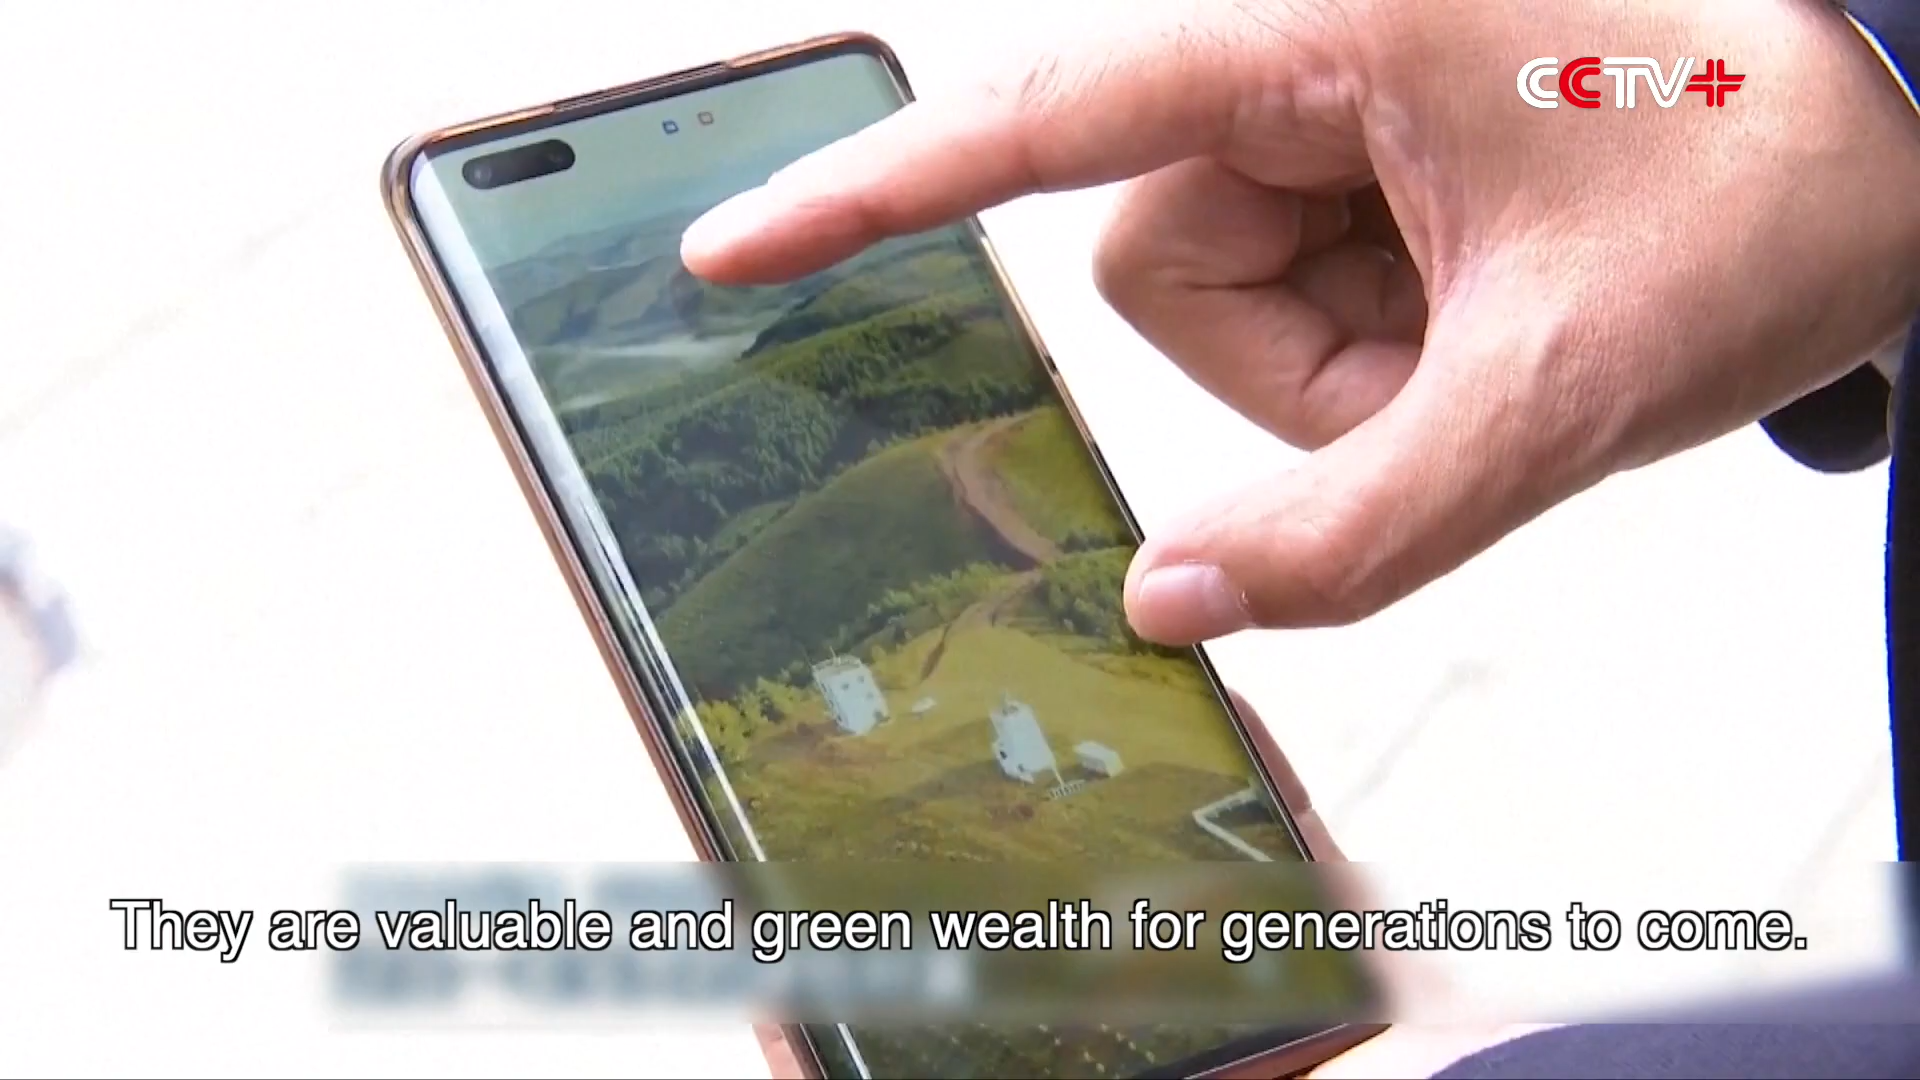 CCTV+
They are valuable and green wealth for generations to come.